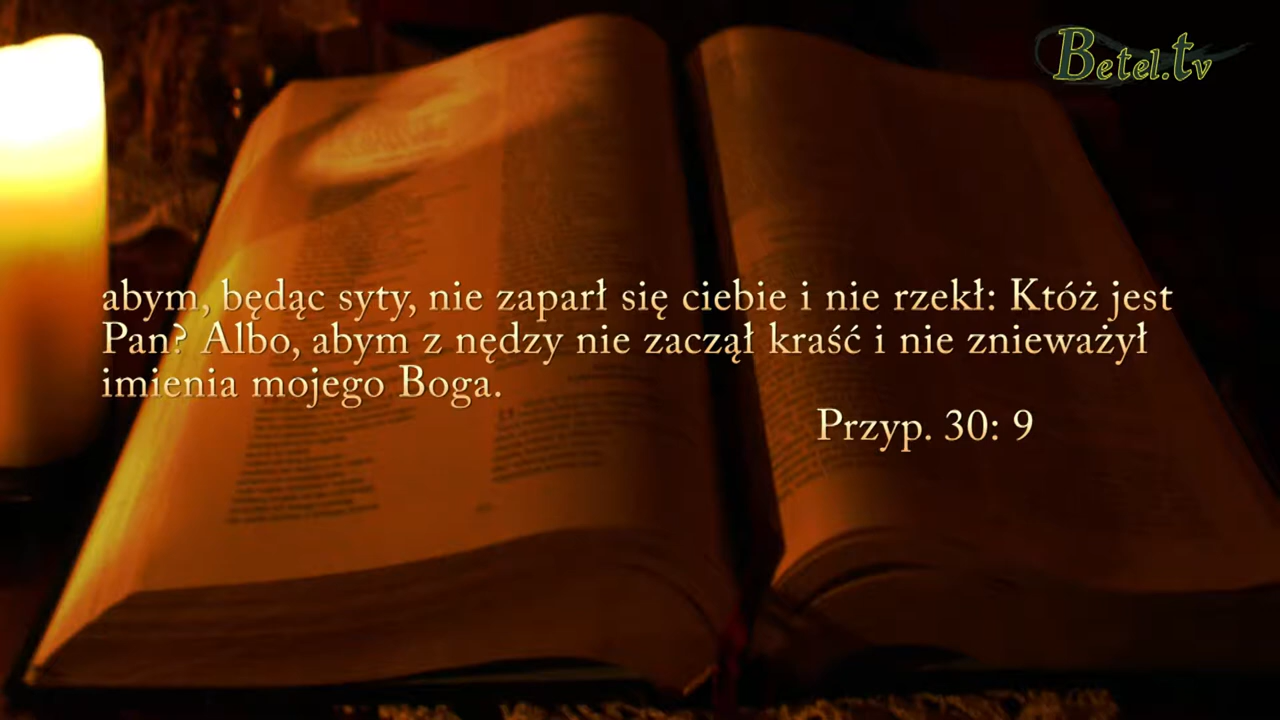 Betel.tv
abym, będąc syty, nie zaparł się ciebie i nie rzekł: Któż jest
Pan? Albo, abym z nędzy nie zaczął kraść i nie znieważył
imienia mojego Boga.
Przyp. 30: 9